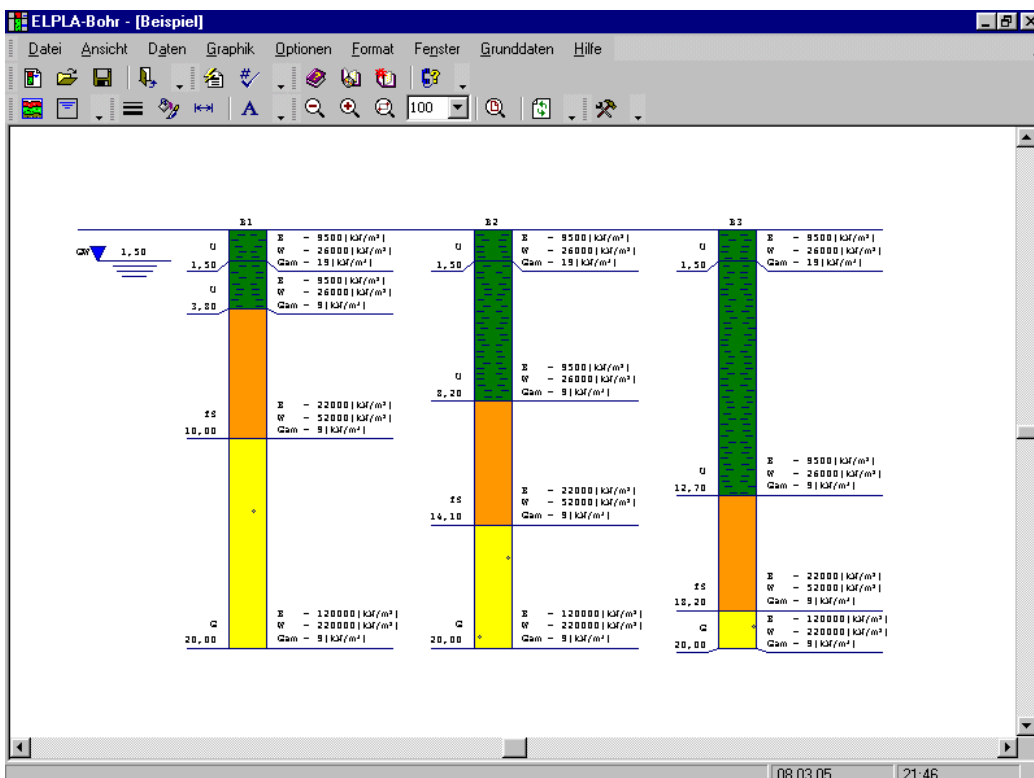 ELPLA-Bohr - [Beispiel]
Datei Ansicht Daten Graphik Optionen Format Fenster Grunddaten Hilfe
100
B1 B2 B3
GW 1,50
U
1,50
E = 9500[kN/m²]
W = 26000[kN/m²]
Gam = 19[kN/m³]
U
3,80
E = 9500[kN/m²]
W = 26000[kN/m²]
Gam = 9[kN/m³]
fS
10,00
E = 22000[kN/m²]
W = 52000[kN/m²]
Gam = 9[kN/m³]
G
20,00
E = 120000[kN/m²]
W = 220000[kN/m²]
Gam = 9[kN/m³]
U
1,50
E = 9500[kN/m²]
W = 26000[kN/m²]
Gam = 19[kN/m³]
U
8,20
E = 9500[kN/m²]
W = 26000[kN/m²]
Gam = 9[kN/m³]
fS
14,10
E = 22000[kN/m²]
W = 52000[kN/m²]
Gam = 9[kN/m³]
G
20,00
E = 120000[kN/m²]
W = 220000[kN/m²]
Gam = 9[kN/m³]
U
1,50
E = 9500[kN/m²]
W = 26000[kN/m²]
Gam = 19[kN/m³]
U
12,70
E = 9500[kN/m²]
W = 26000[kN/m²]
Gam = 9[kN/m³]
fS
18,20
E = 22000[kN/m²]
W = 52000[kN/m²]
Gam = 9[kN/m³]
G
20,00
E = 120000[kN/m²]
W = 220000[kN/m²]
Gam = 9[kN/m³]
08.03.05 21:46